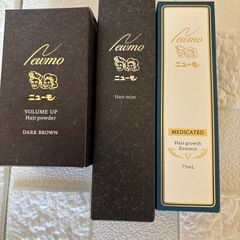 Newmo
ニューモ
VOLUME UP
Hair powder
DARK BROWN
Newmo
ニューモ
Hair mist
Newmo
ニューモ
MEDICATED
Hair growth
Essence
V
75mL